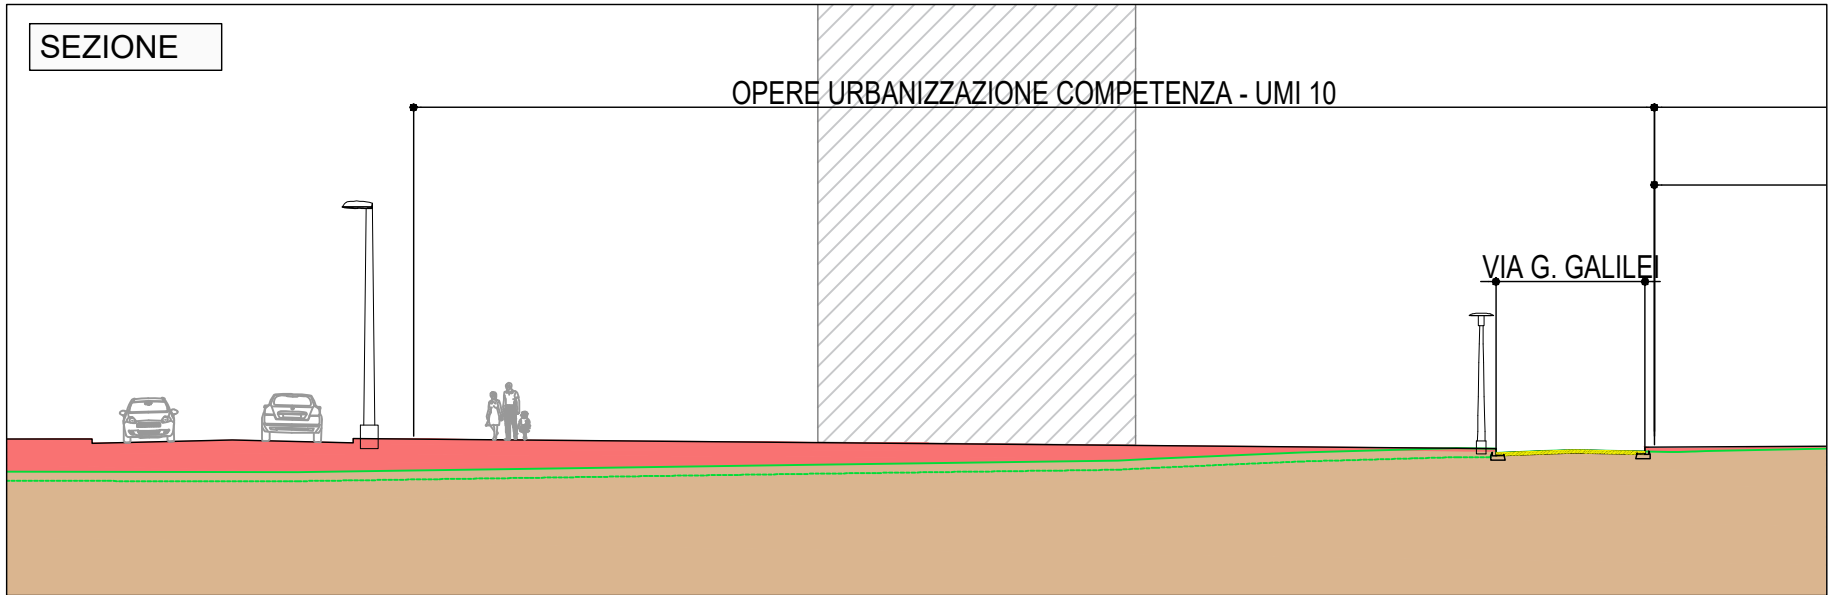 SEZIONE
OPERE URBANIZZAZIONE COMPETENZA - UMI 10
VIA G. GALILEI